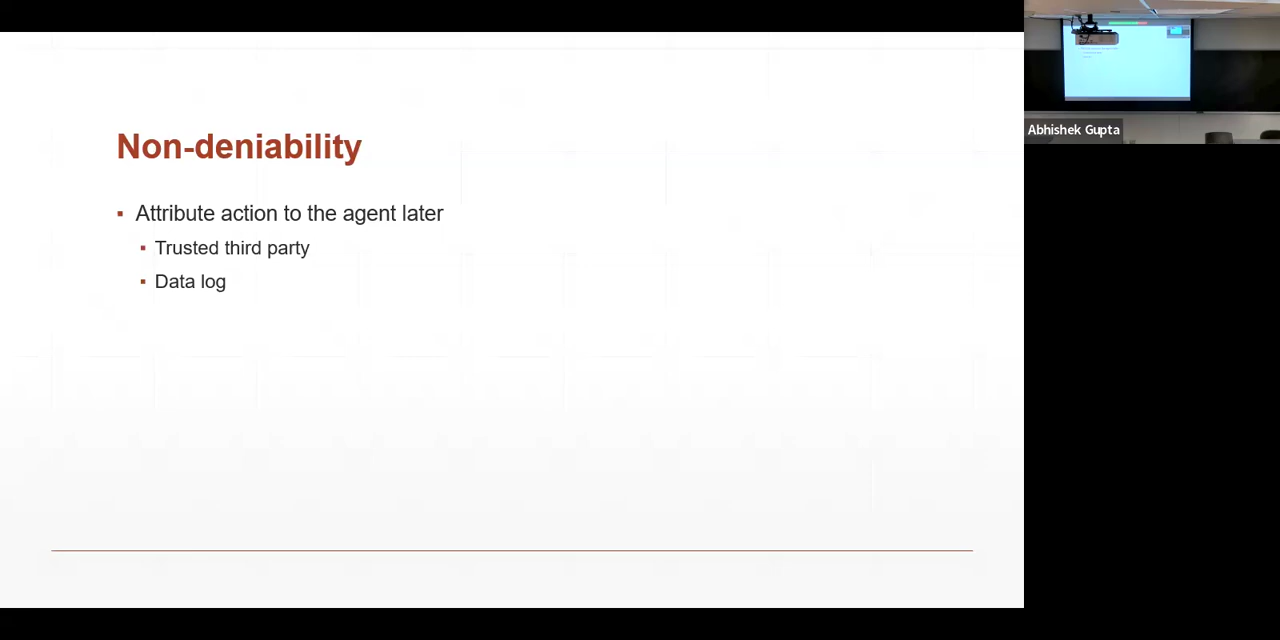 Non-deniability
▪ Attribute action to the agent later
▪ Trusted third party
▪ Data log
Abhishek Gupta